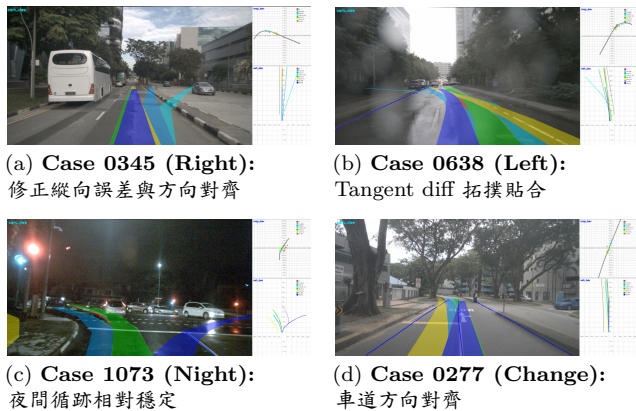 (a) Case 0345 (Right):
修正縱向誤差與方向對齊
(b) Case 0638 (Left):
Tangent diff 拓撲貼合
(c) Case 1073 (Night):
夜間循跡相對穩定
(d) Case 0277 (Change):
車道方向對齊